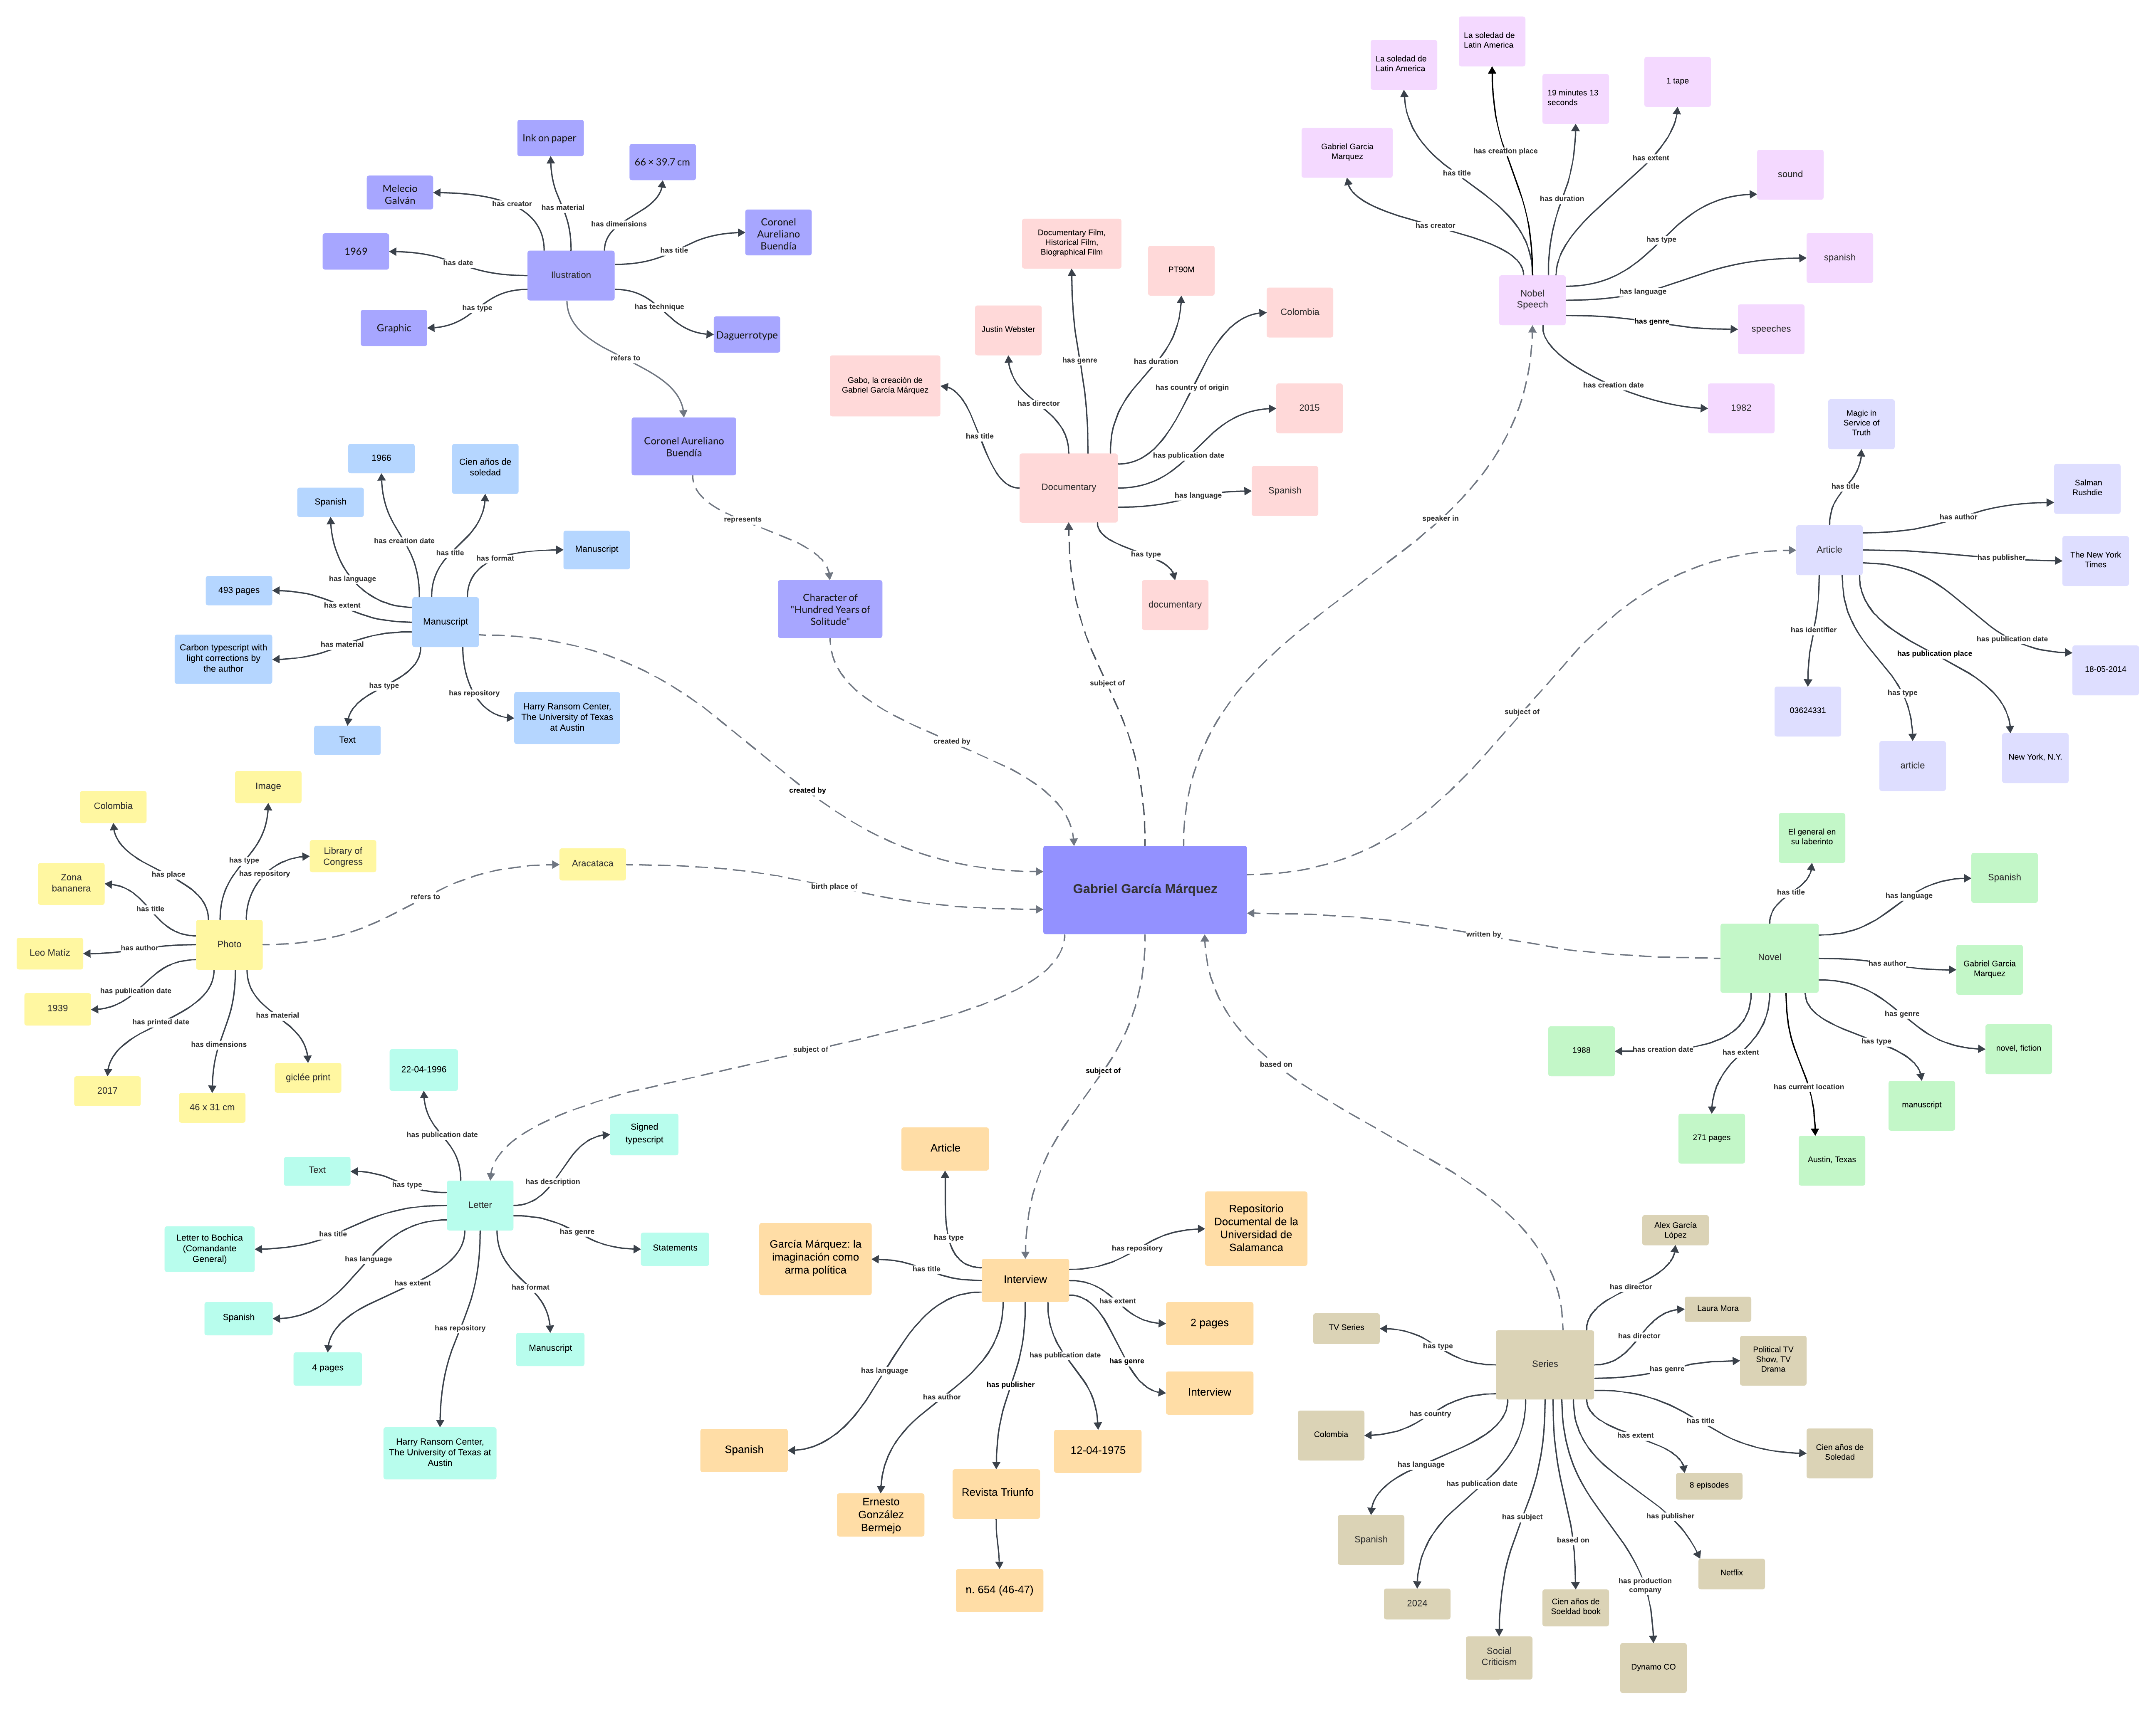 Ink on paper
66 × 39.7 cm
Melecio
Galván
has creator
has material
has dimensions
Coronel
Aureliano
Buendía
1969
has date
has title
Ilustration
has type
has technique
Graphic
Daguerrotype
refers to
Coronel Aureliano
Buendía
represents
Character of
"Hundred Years of
Solitude"
created by
Documentary Film,
Historical Film,
Biographical Film
PT90M
Justin Webster
Colombia
Gabo, la creación de
Gabriel García Márquez
has genre
has duration
has country of origin
has director
2015
has title
has publication date
Documentary
has language
Spanish
has type
documentary
subject of
La soledad de
Latin America
La soledad de
Latin America
19 minutes 13
seconds
1 tape
Gabriel Garcia
Marquez
has creation place
has title
has extent
has duration
sound
has creator
has type
spanish
Nobel
Speech
has language
has genre
speeches
has creation date
1982
speaker in
Magic in
Service of
Truth
has title
Salman
Rushdie
has author
Article
has publisher
The New York
Times
has identifier
has publication date
has publication place
18-05-2014
has type
03624331
article
New York, N.Y.
subject of
1966
Cien años de
soledad
Spanish
has creation date
has title
has format
Manuscript
has language
493 pages
has extent
Manuscript
has material
Carbon typescript with
light corrections by
the author
has type
has repository
Text
Harry Ransom Center,
The University of Texas
at Austin
created by
Image
Colombia
Library of
Congress
has type
has place
has repository
Zona
bananera
has title
Photo
Leo Matíz
has author
has publication date
1939
has printed date
has material
has dimensions
2017
46 x 31 cm
giclée print
refers to
Aracataca
birth place of
Gabriel García Márquez
El general en
su laberinto
has title
Spanish
has language
written by
Novel
has author
Gabriel Garcia
Marquez
has genre
novel, fiction
1988
has creation date
has extent
has type
has current location
manuscript
271 pages
Austin, Texas
subject of
22-04-1996
has publication date
Signed
typescript
Text
has type
has description
Letter
Letter to Bochica
(Comandante
General)
has title
has genre
Statements
has language
has extent
has format
Spanish
has repository
Manuscript
4 pages
Harry Ransom Center,
The University of Texas at
Austin
subject of
Article
has type
Repositorio
Documental de la
Universidad de
Salamanca
García Márquez: la
imaginación como
arma política
has title
has repository
Interview
has extent
2 pages
has language
has publication date
has genre
has author
has publisher
Interview
Spanish
12-04-1975
Ernesto
González
Bermejo
Revista Triunfo
n. 654 (46-47)
based on
Alex García
López
has director
Laura Mora
TV Series
has director
has type
Series
has genre
Political TV
Show, TV
Drama
has country
has title
Colombia
has extent
Cien años de
Soledad
has language
has publication date
8 episodes
has subject
has publisher
Spanish
based on
Netflix
has production
company
2024
Cien años de
Soeldad book
Social
Criticism
Dynamo CO